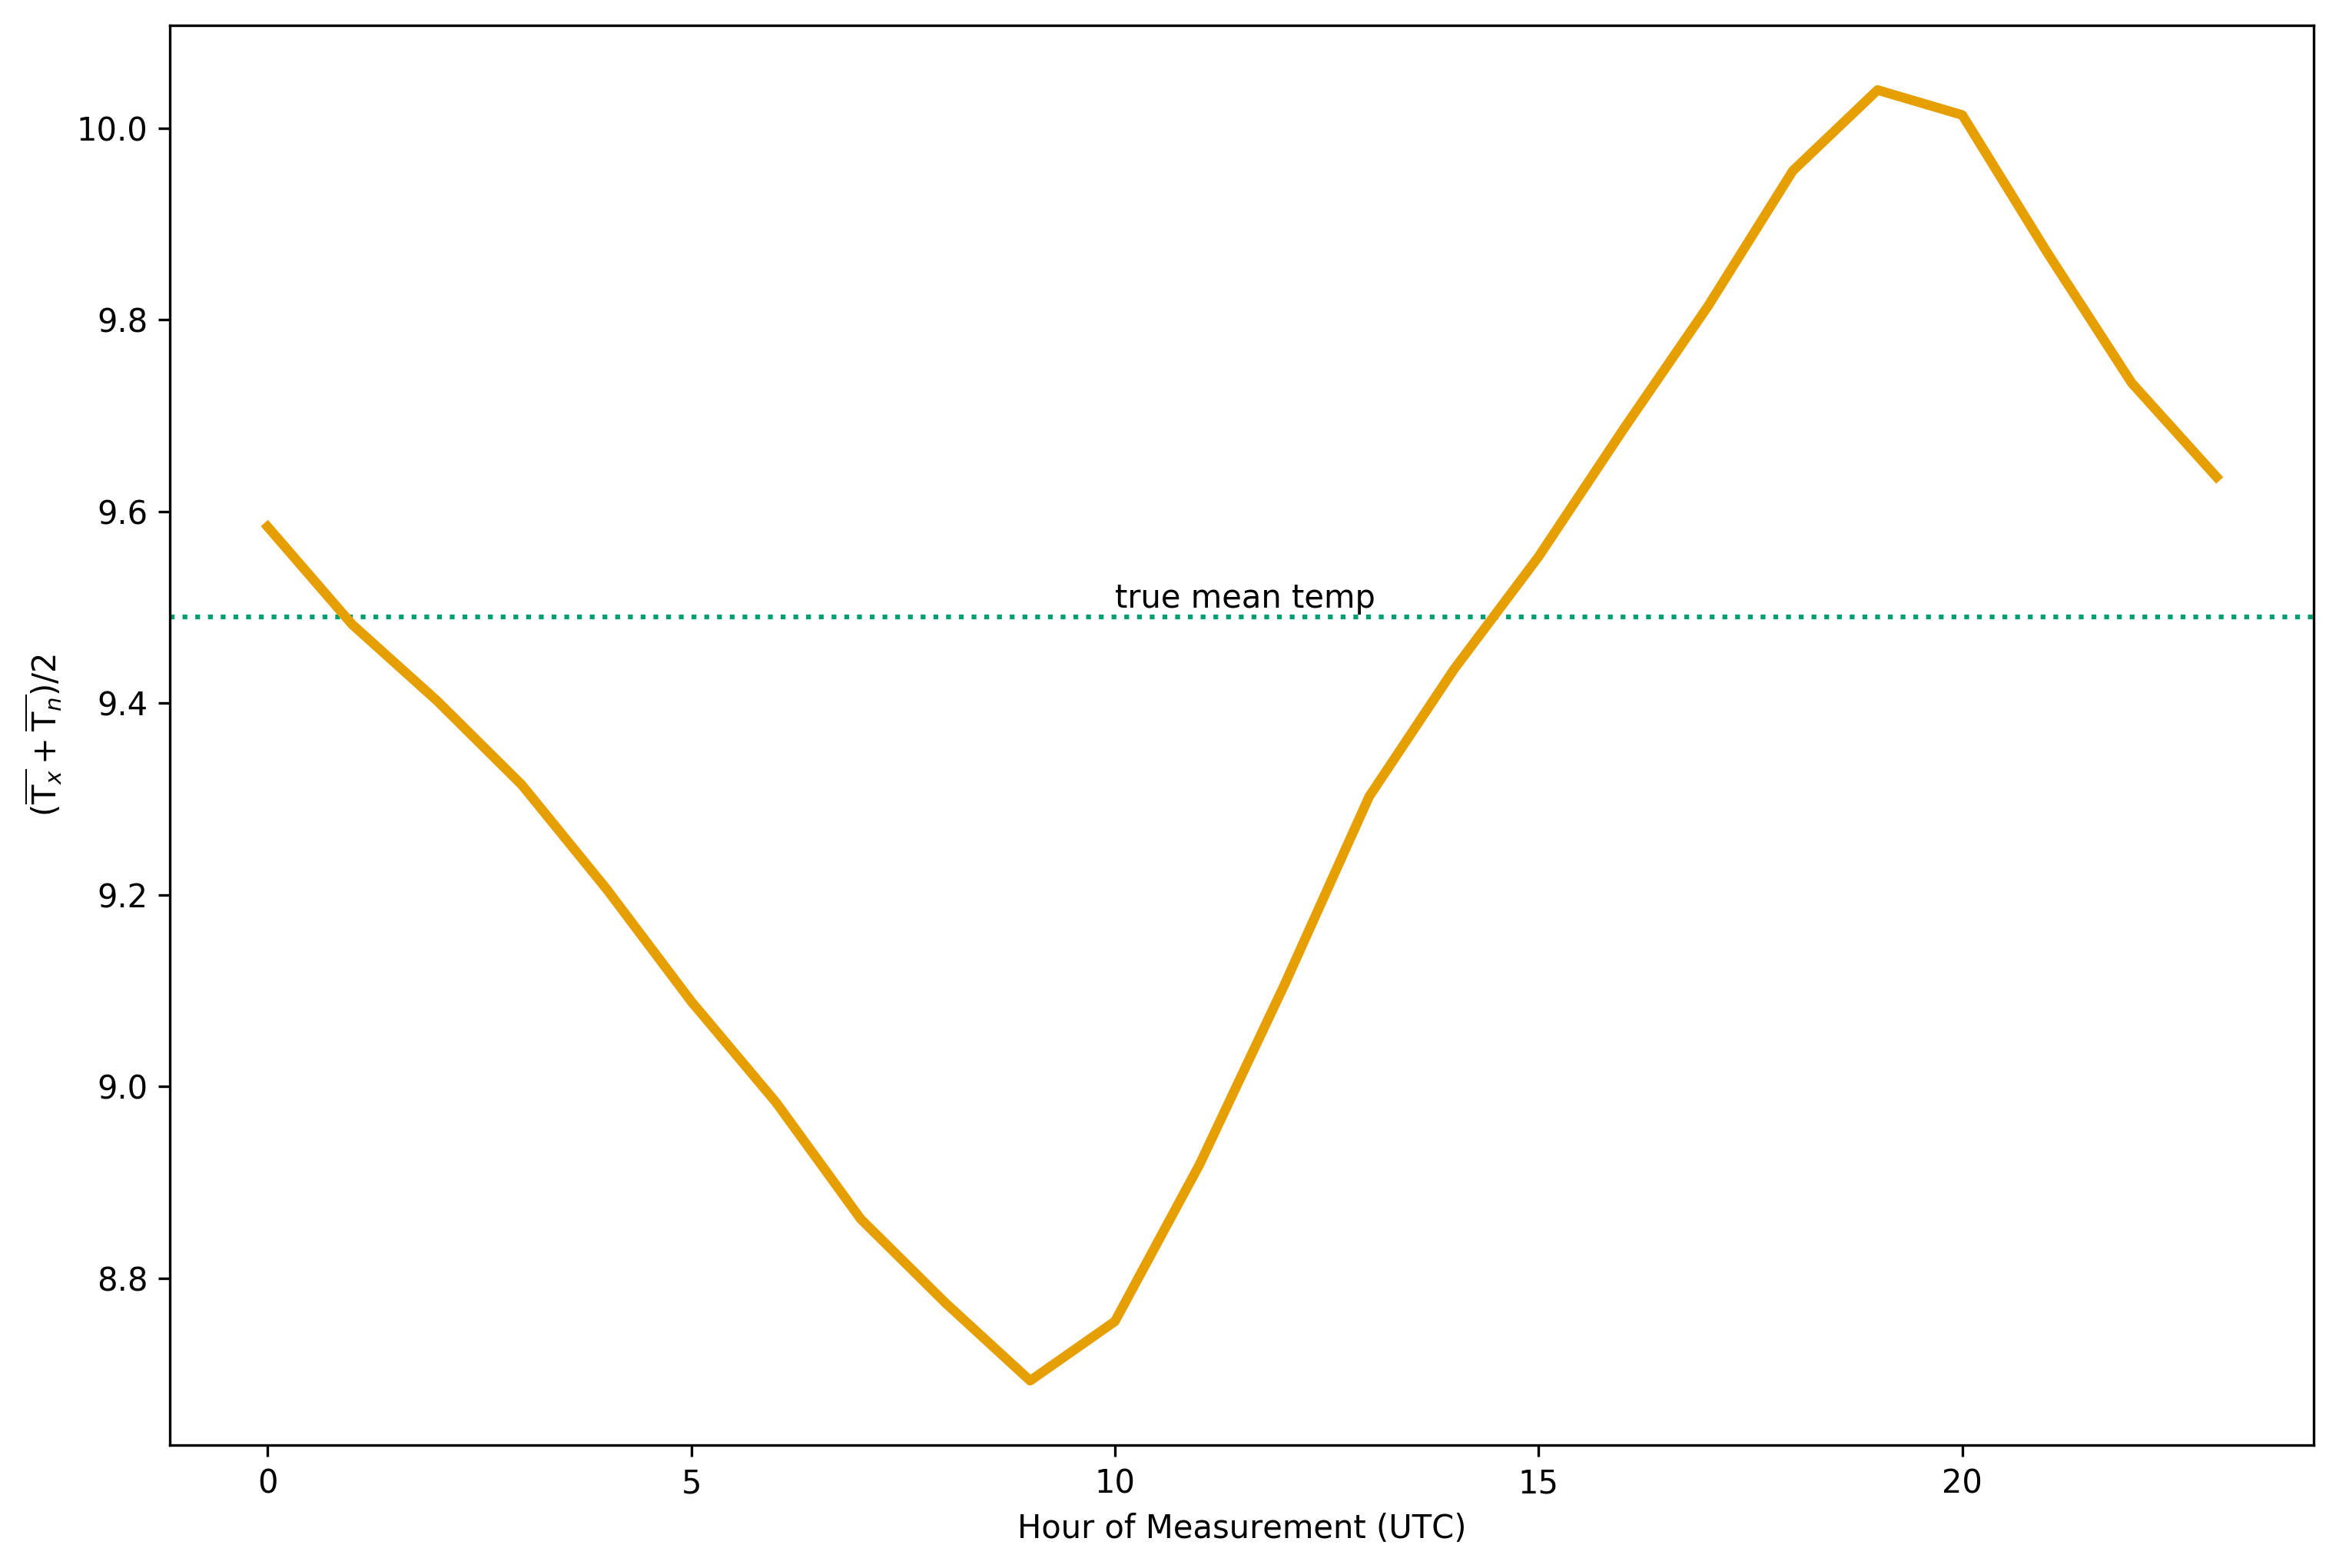 10.0
9.8
9.6
9.4
9.2
9.0
8.8
(T̅ₓ + T̅ₙ)/2
true mean temp
0 5 10 15 20
Hour of Measurement (UTC)